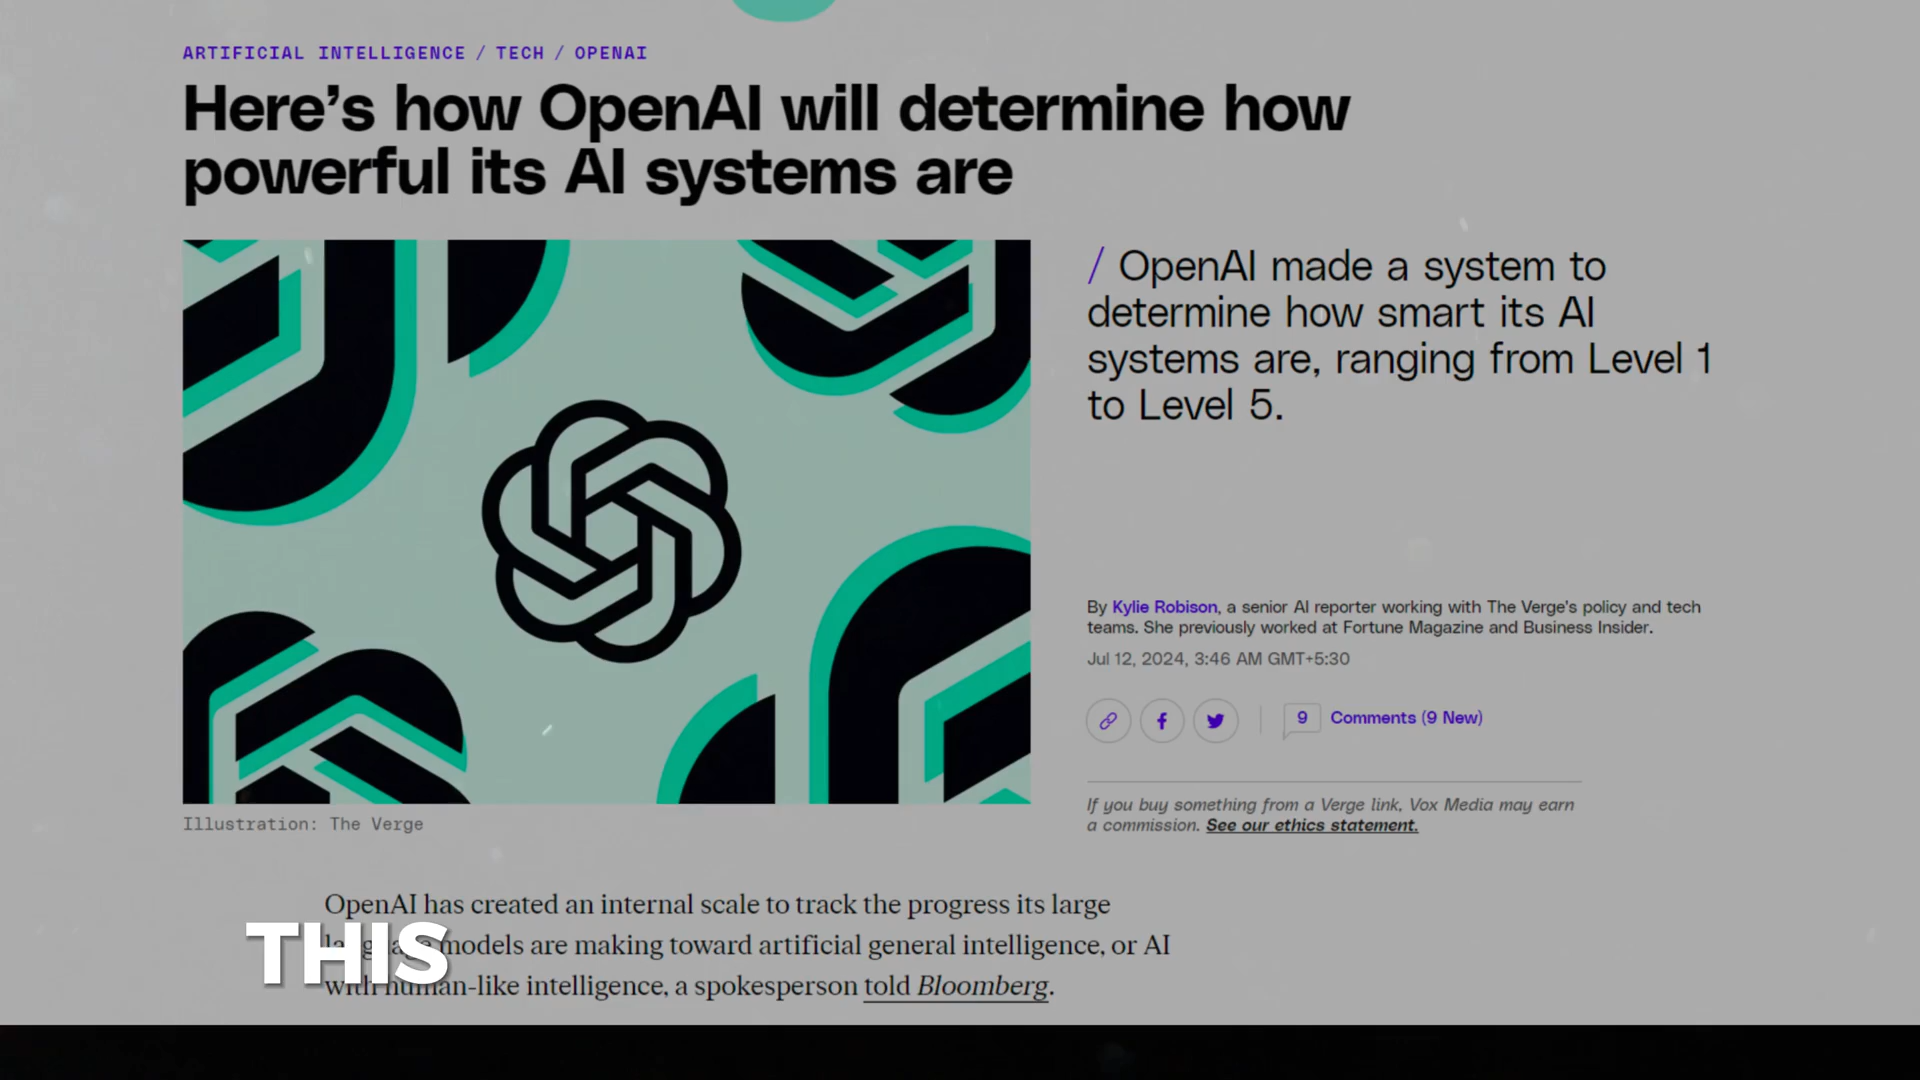 ARTIFICIAL INTELLIGENCE / TECH / OPENAI
Here's how OpenAI will determine how
powerful its AI systems are
/ OpenAI made a system to
determine how smart its AI
systems are, ranging from Level 1
to Level 5.
By Kylie Robison, a senior AI reporter working with The Verge's policy and tech
teams. She previously worked at Fortune Magazine and Business Insider.
Jul 12, 2024, 3:46 AM GMT+5:30
9 Comments (9 New)
If you buy something from a Verge link, Vox Media may earn
a commission. See our ethics statement.
Illustration: The Verge
OpenAI has created an internal scale to track the progress its large
language models are making toward artificial general intelligence, or AI
with human-like intelligence, a spokesperson told Bloomberg.
THIS